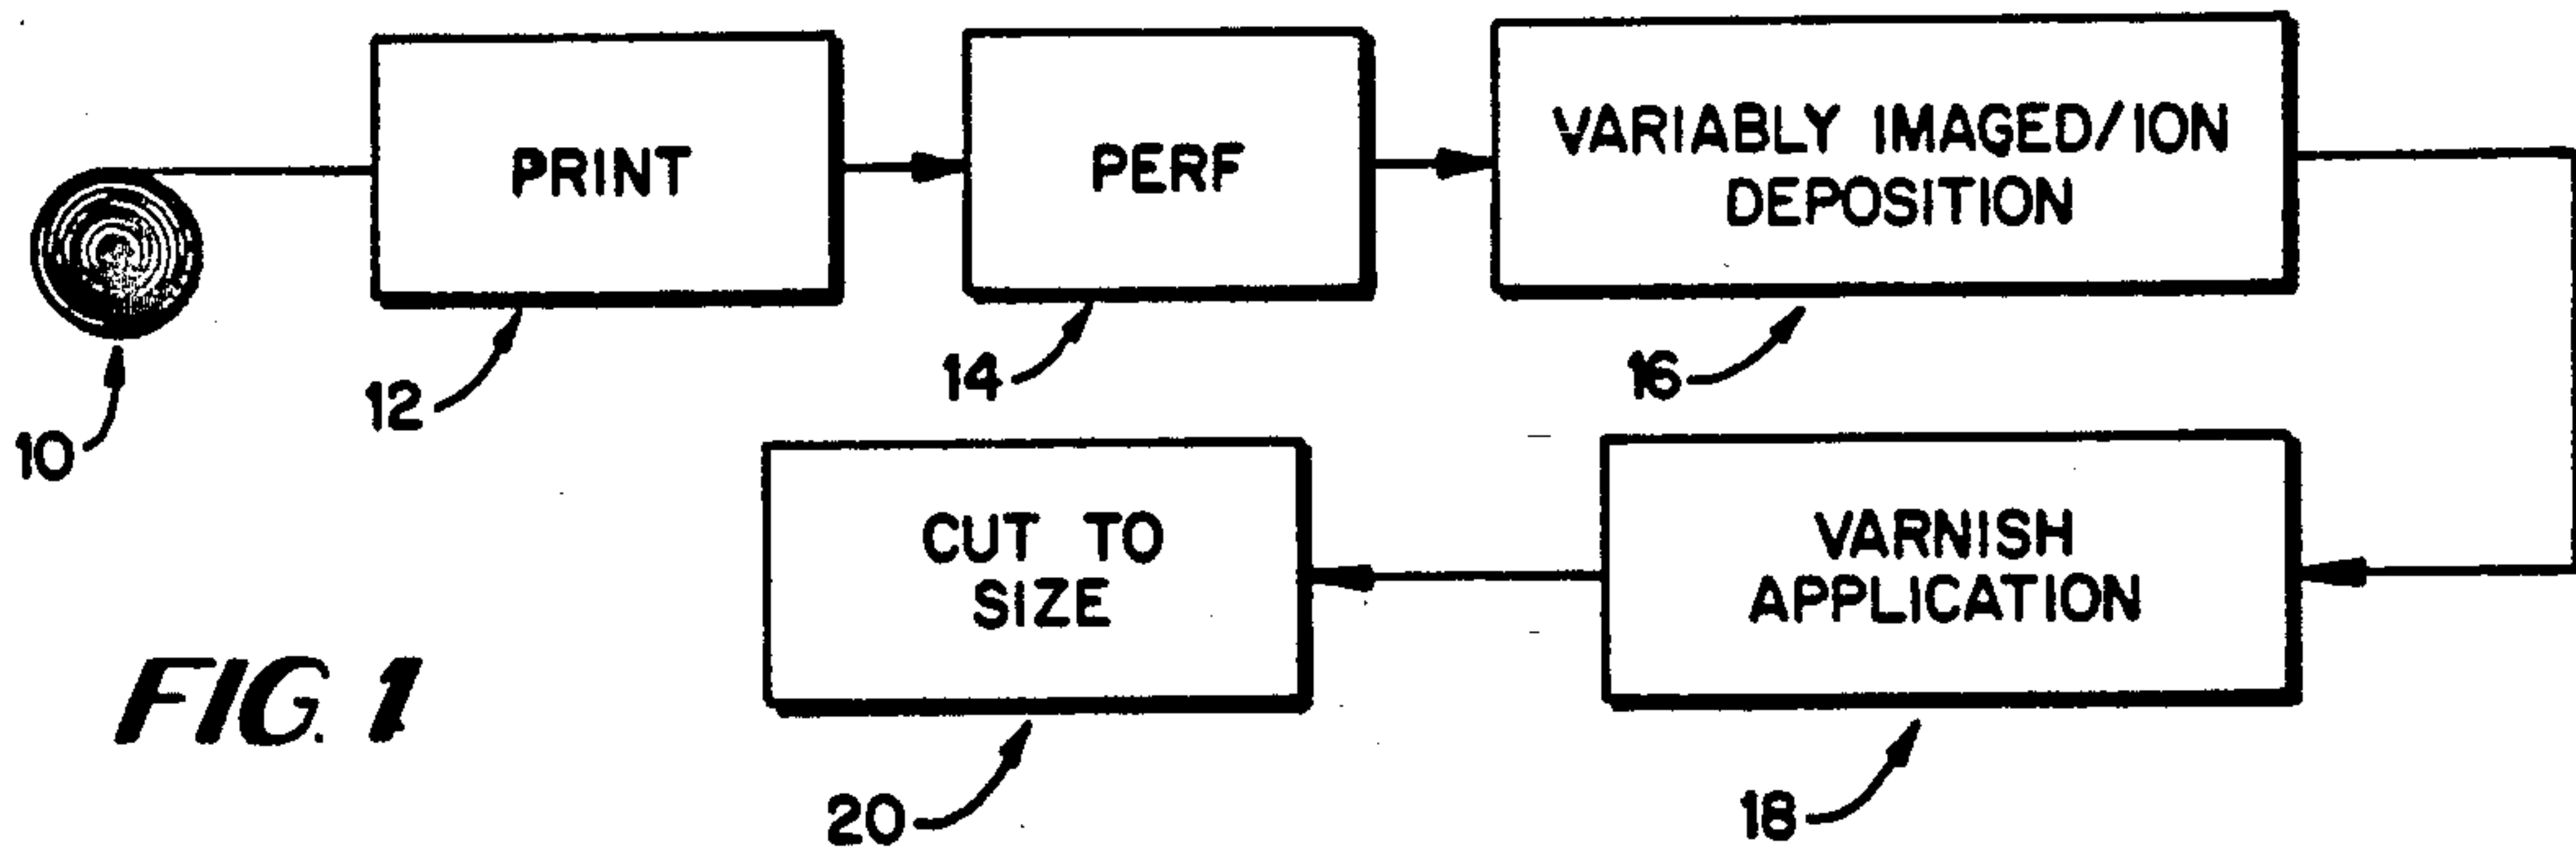 PRINT
PERF
VARIABLY IMAGED/ION
DEPOSITION
10
12
14
16
CUT TO
SIZE
VARNISH
APPLICATION
FIG. 1
20
18